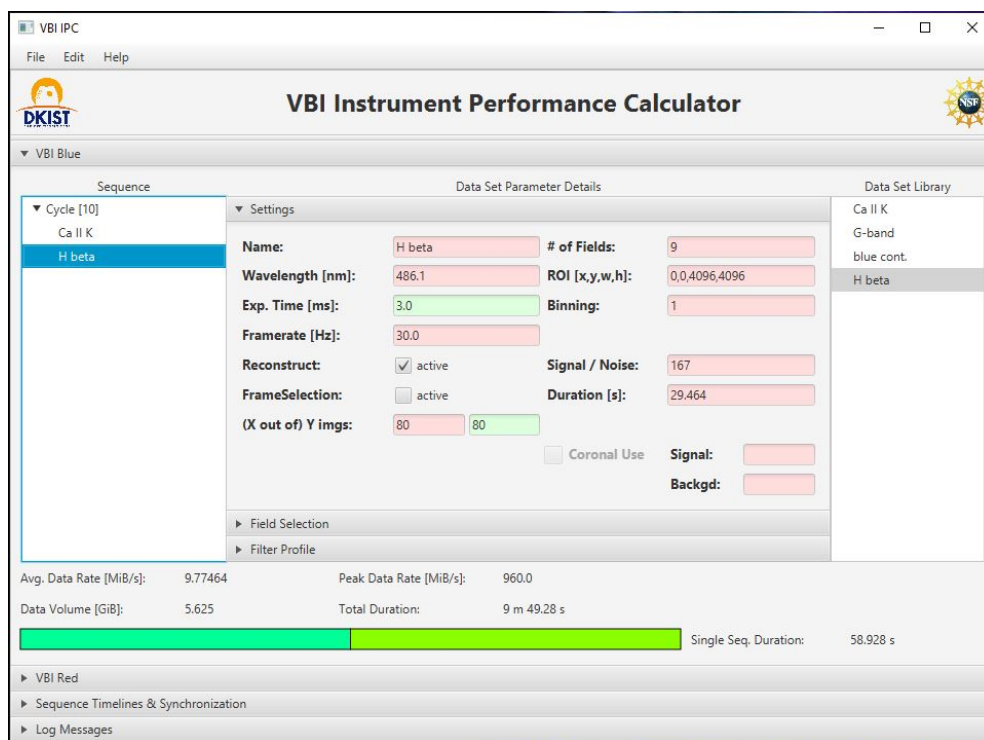 VBI IPC
File Edit Help
DKIST
VBI Instrument Performance Calculator
NSF
VBI Blue
Sequence Data Set Parameter Details Data Set Library
Cycle [10]
Ca II K
H beta
Settings
Name: H beta # of Fields: 9
Wavelength [nm]: 486.1 ROI [x,y,w,h]: 0,0,4096,4096
Exp. Time [ms]: 3.0 Binning: 1
Framerate [Hz]: 30.0
Reconstruct: active Signal / Noise: 167
FrameSelection: active Duration [s]: 29.464
(X out of) Y imgs: 80 80
Coronal Use Signal:
Backgd:
Field Selection
Filter Profile
Ca II K
G-band
blue cont.
H beta
Avg. Data Rate [MiB/s]: 9.77464 Peak Data Rate [MiB/s]: 960.0
Data Volume [GiB]: 5.625 Total Duration: 9 m 49.28 s
Single Seq. Duration: 58.928 s
VBI Red
Sequence Timelines & Synchronization
Log Messages